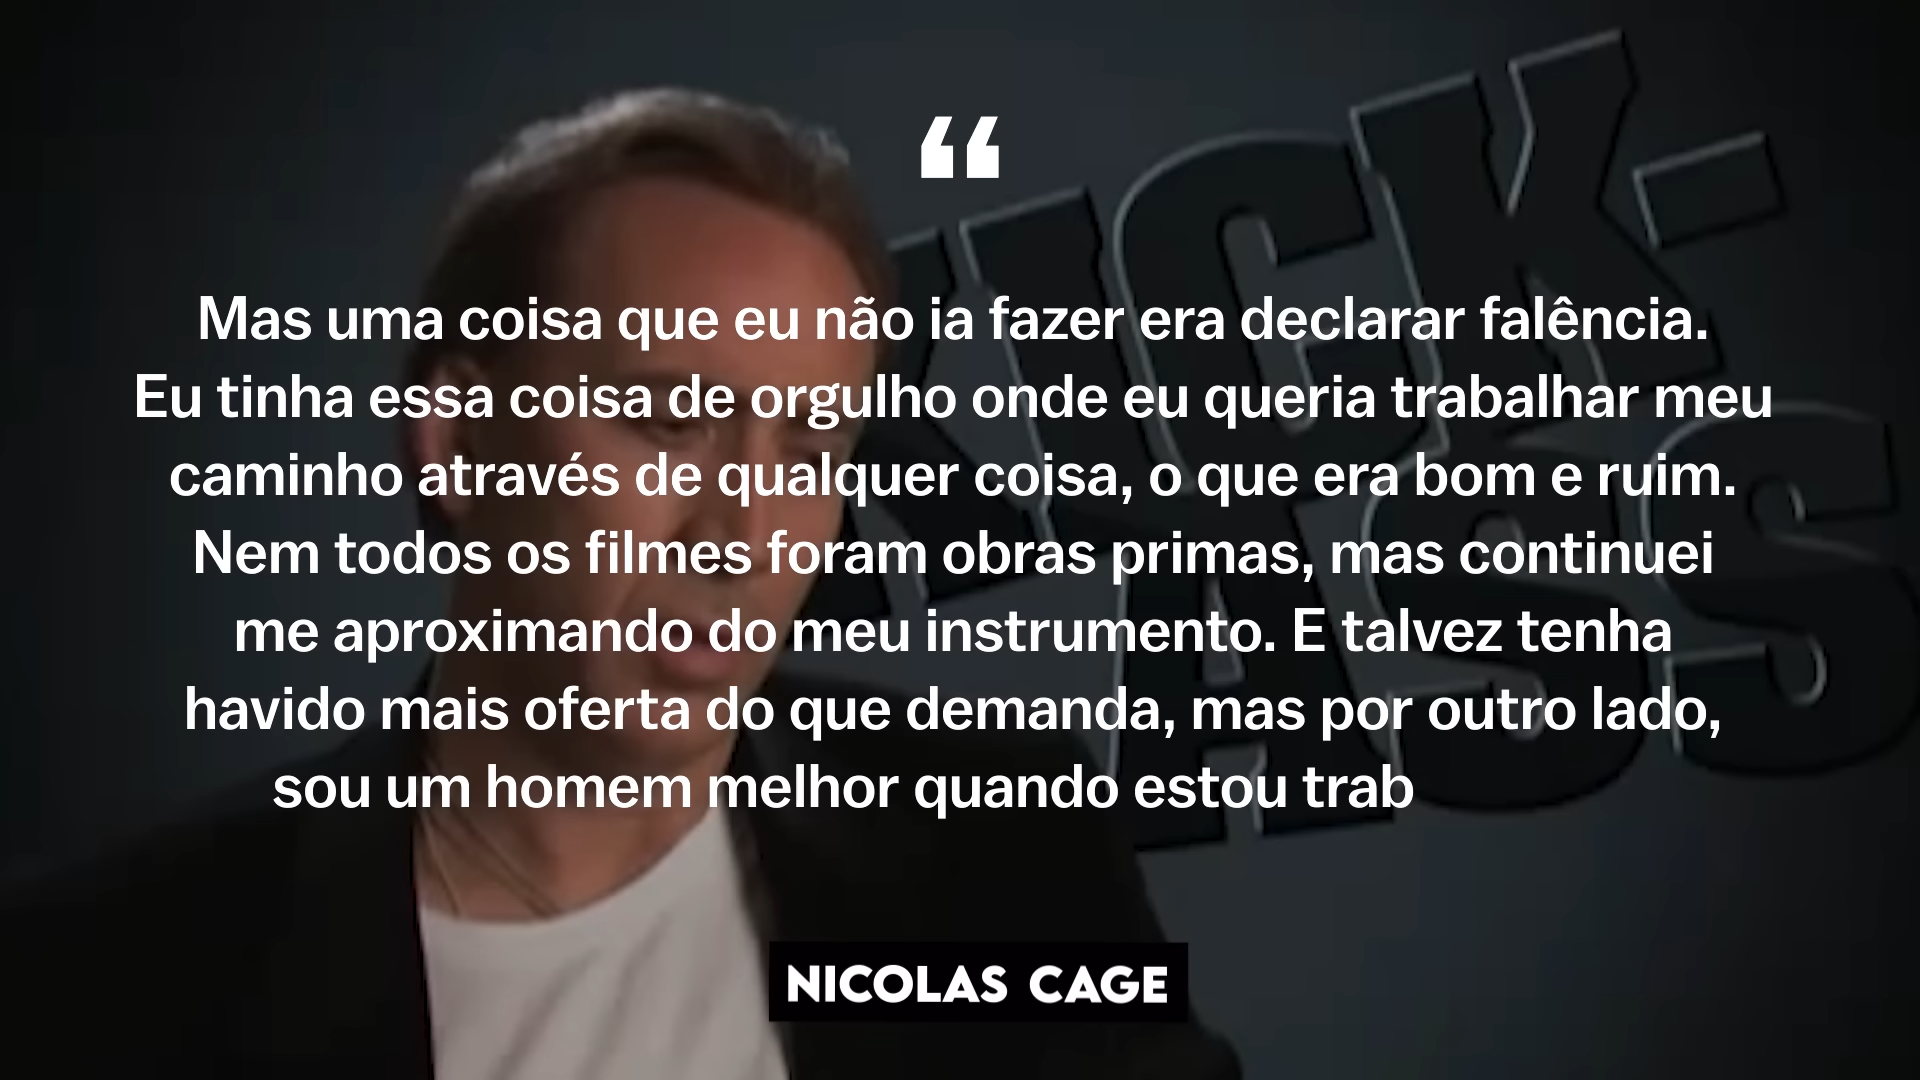 “
KICK-
ASS
Mas uma coisa que eu não ia fazer era declarar falência.
Eu tinha essa coisa de orgulho onde eu queria trabalhar meu
caminho através de qualquer coisa, o que era bom e ruim.
Nem todos os filmes foram obras primas, mas continuei
me aproximando do meu instrumento. E talvez tenha
havido mais oferta do que demanda, mas por outro lado,
sou um homem melhor quando estou trab
NICOLAS CAGE